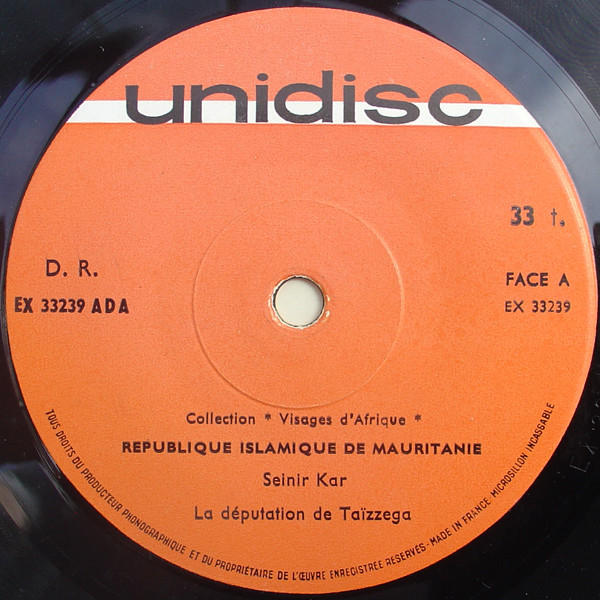 unidisc
33 t.
D. R.
EX 33239 ADA
FACE A
EX 33239
Collection * Visages d'Afrique *
REPUBLIQUE ISLAMIQUE DE MAURITANIE
Seinir Kar
La députation de Taïzzega
TOUS DROITS DU PRODUCTEUR PHONOGRAPHIQUE ET DU PROPRIÉTAIRE DE L'ŒUVRE ENREGISTRÉE RÉSERVÉS - MADE IN FRANCE MICROSILLON INCASSABLE